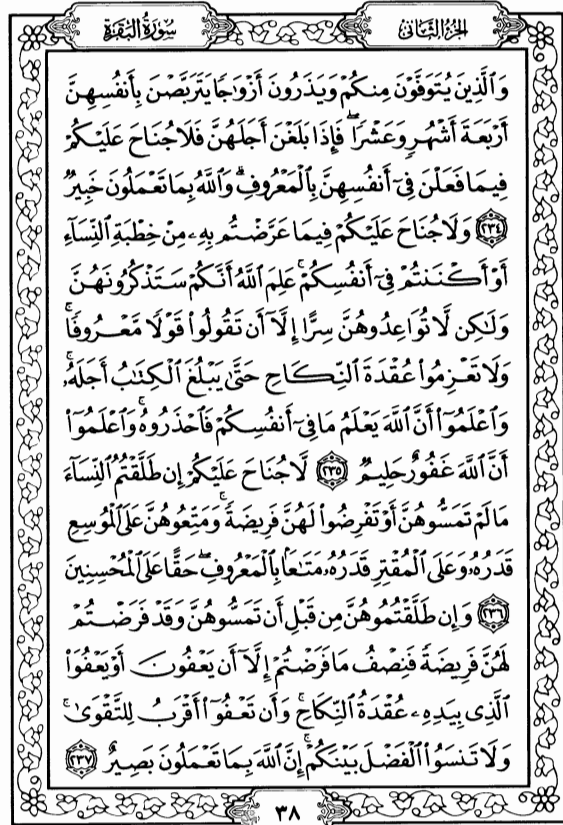 الجزء الثاني
سورة البقرة
وَٱلَّذِينَ يُتَوَفَّوْنَ مِنكُمْ وَيَذَرُونَ أَزْوَٰجًا يَتَرَبَّصْنَ بِأَنفُسِهِنَّ
أَرْبَعَةَ أَشْهُرٍ وَعَشْرًا ۖ فَإِذَا بَلَغْنَ أَجَلَهُنَّ فَلَا جُنَاحَ عَلَيْكُمْ
فِيمَا فَعَلْنَ فِىٓ أَنفُسِهِنَّ بِٱلْمَعْرُوفِ ۗ وَٱللَّهُ بِمَا تَعْمَلُونَ خَبِيرٌ
٢٣٤ وَلَا جُنَاحَ عَلَيْكُمْ فِيمَا عَرَّضْتُم بِهِۦ مِنْ خِطْبَةِ ٱلنِّسَآءِ
أَوْ أَكْنَنتُمْ فِىٓ أَنفُسِكُمْ ۚ عَلِمَ ٱللَّهُ أَنَّكُمْ سَتَذْكُرُونَهُنَّ
وَلَٰكِن لَّا تُوَاعِدُوهُنَّ سِرًّا إِلَّآ أَن تَقُولُوا۟ قَوْلًا مَّعْرُوفًا ۚ
وَلَا تَعْزِمُوا۟ عُقْدَةَ ٱلنِّكَاحِ حَتَّىٰ يَبْلُغَ ٱلْكِتَٰبُ أَجَلَهُۥ ۚ
وَٱعْلَمُوٓا۟ أَنَّ ٱللَّهَ يَعْلَمُ مَا فِىٓ أَنفُسِكُمْ فَٱحْذَرُوهُ ۚ وَٱعْلَمُوٓا۟
أَنَّ ٱللَّهَ غَفُورٌ حَلِيمٌ ٢٣٥ لَّا جُنَاحَ عَلَيْكُمْ إِن طَلَّقْتُمُ ٱلنِّسَآءَ
مَا لَمْ تَمَسُّوهُنَّ أَوْ تَفْرِضُوا۟ لَهُنَّ فَرِيضَةً ۚ وَمَتِّعُوهُنَّ عَلَى ٱلْمُوسِعِ
قَدَرُهُۥ وَعَلَى ٱلْمُقْتِرِ قَدَرُهُۥ مَتَٰعًۢا بِٱلْمَعْرُوفِ ۖ حَقًّا عَلَى ٱلْمُحْسِنِينَ
٢٣٦ وَإِن طَلَّقْتُمُوهُنَّ مِن قَبْلِ أَن تَمَسُّوهُنَّ وَقَدْ فَرَضْتُمْ
لَهُنَّ فَرِيضَةً فَنِصْفُ مَا فَرَضْتُمْ إِلَّآ أَن يَعْفُونَ أَوْ يَعْفُوَا۟
ٱلَّذِى بِيَدِهِۦ عُقْدَةُ ٱلنِّكَاحِ ۚ وَأَن تَعْفُوٓا۟ أَقْرَبُ لِلتَّقْوَىٰ ۚ
وَلَا تَنسَوُا۟ ٱلْفَضْلَ بَيْنَكُمْ ۚ إِنَّ ٱللَّهَ بِمَا تَعْمَلُونَ بَصِيرٌ ٢٣٧
٣٨